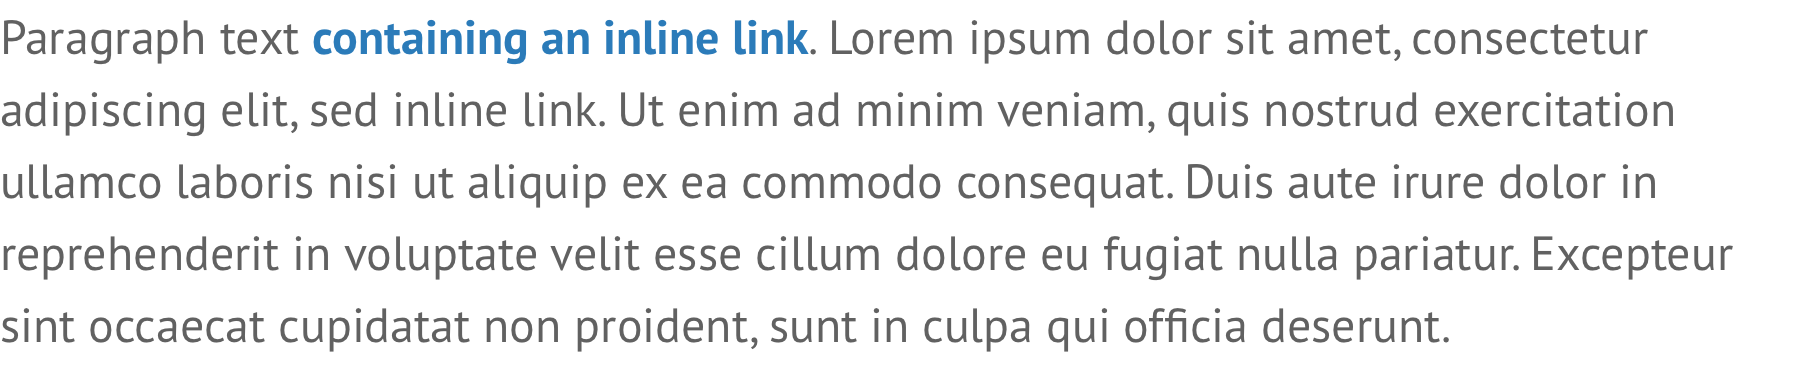 Paragraph text containing an inline link. Lorem ipsum dolor sit amet, consectetur
adipiscing elit, sed inline link. Ut enim ad minim veniam, quis nostrud exercitation
ullamco laboris nisi ut aliquip ex ea commodo consequat. Duis aute irure dolor in
reprehenderit in voluptate velit esse cillum dolore eu fugiat nulla pariatur. Excepteur
sint occaecat cupidatat non proident, sunt in culpa qui officia deserunt.